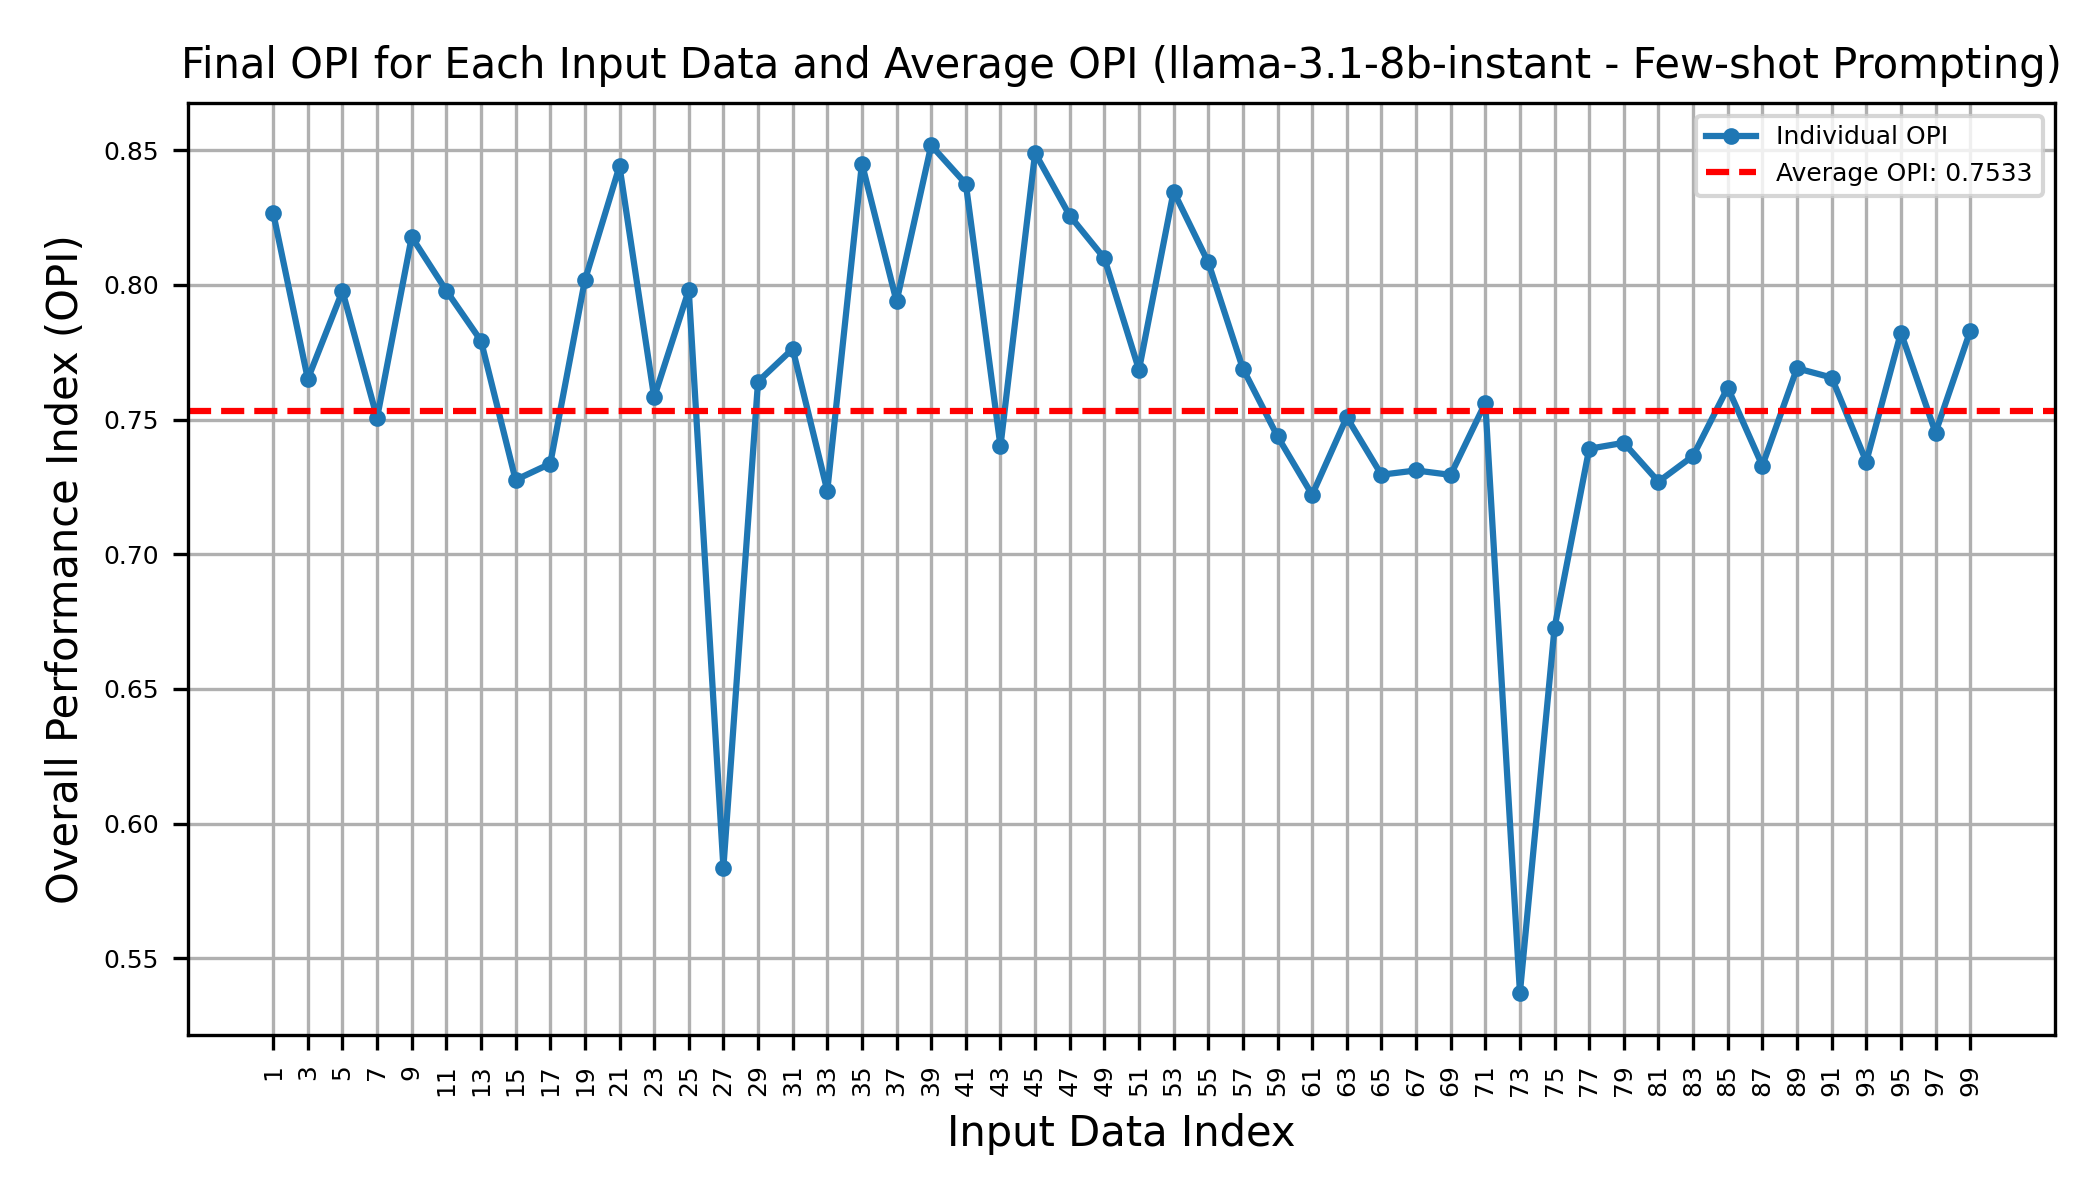 Final OPI for Each Input Data and Average OPI (llama-3.1-8b-instant - Few-shot Prompting)
Individual OPI
Average OPI: 0.7533
Overall Performance Index (OPI)
0.85
0.80
0.75
0.70
0.65
0.60
0.55
1 3 5 7 9 11 13 15 17 19 21 23 25 27 29 31 33 35 37 39 41 43 45 47 49 51 53 55 57 59 61 63 65 67 69 71 73 75 77 79 81 83 85 87 89 91 93 95 97 99
Input Data Index